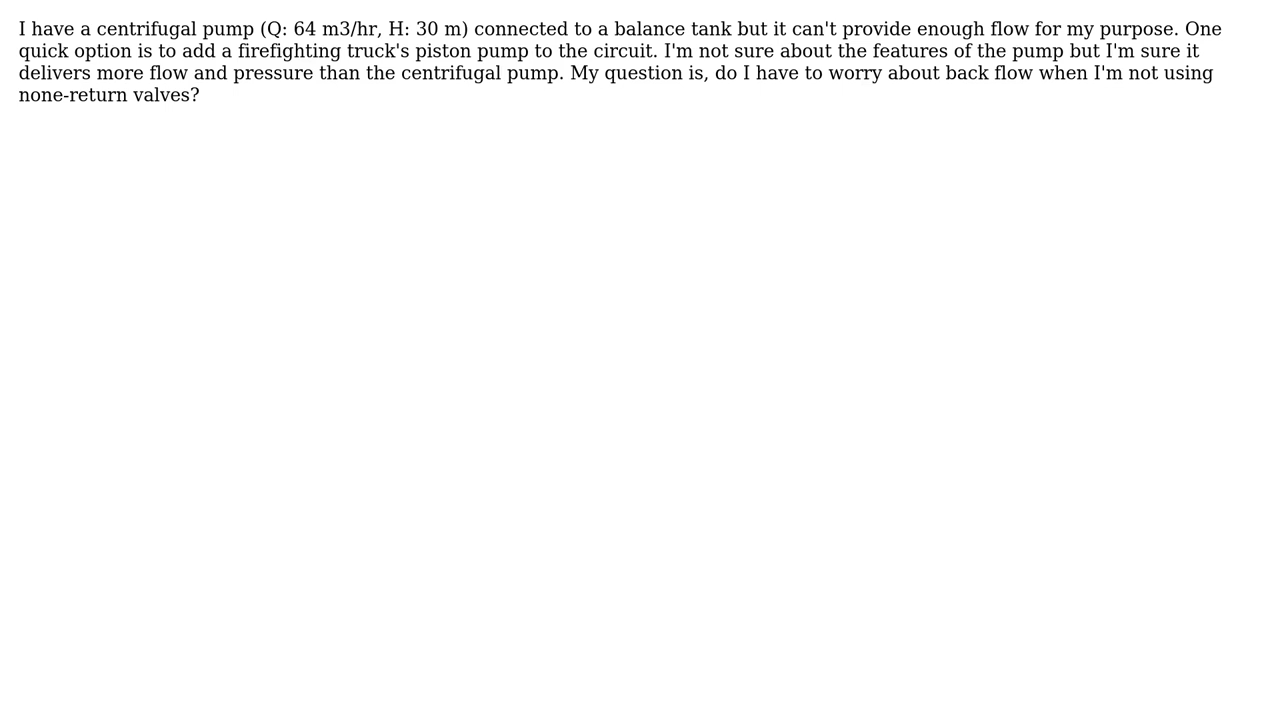 I have a centrifugal pump (Q: 64 m3/hr, H: 30 m) connected to a balance tank but it can't provide enough flow for my purpose. One
quick option is to add a firefighting truck's piston pump to the circuit. I'm not sure about the features of the pump but I'm sure it
delivers more flow and pressure than the centrifugal pump. My question is, do I have to worry about back flow when I'm not using
none-return valves?